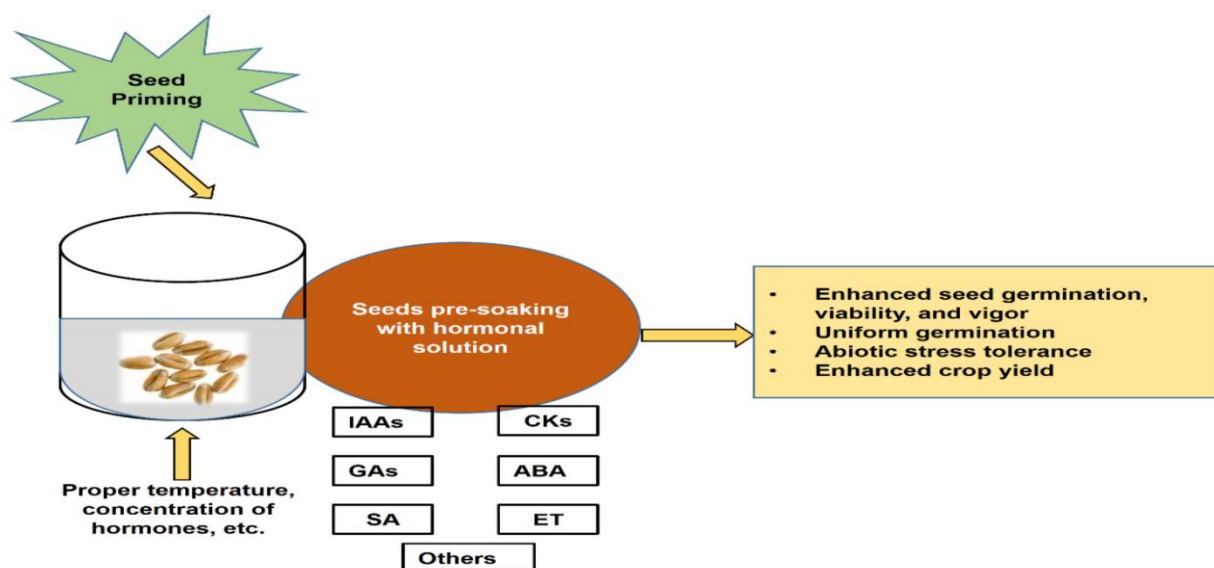 Seed
Priming
Seeds pre-soaking
with hormonal
solution
• Enhanced seed germination,
viability, and vigor
• Uniform germination
• Abiotic stress tolerance
• Enhanced crop yield
IAAs
CKs
GAs
ABA
SA
ET
Others
Proper temperature,
concentration of
hormones, etc.